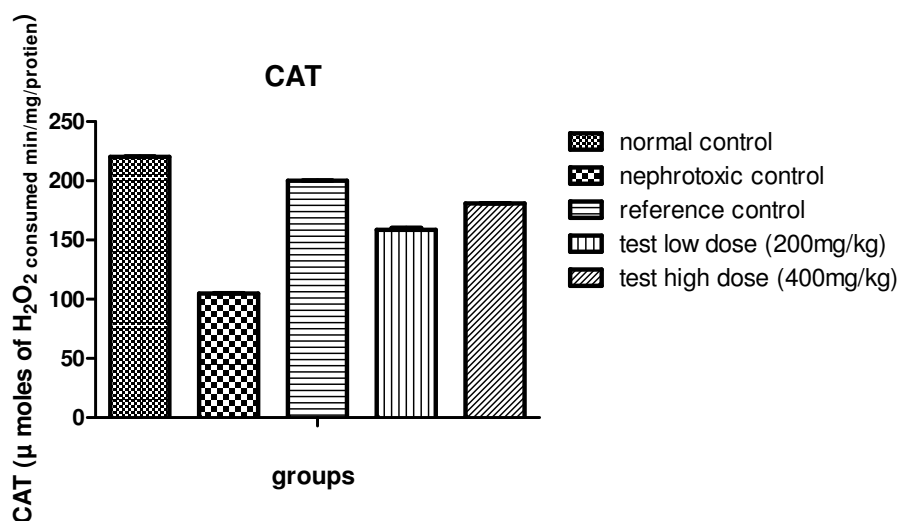 CAT
CAT (µ moles of H₂O₂ consumed min/mg/protien)
250
200
150
100
50
0
groups
normal control
nephrotoxic control
reference control
test low dose (200mg/kg)
test high dose (400mg/kg)